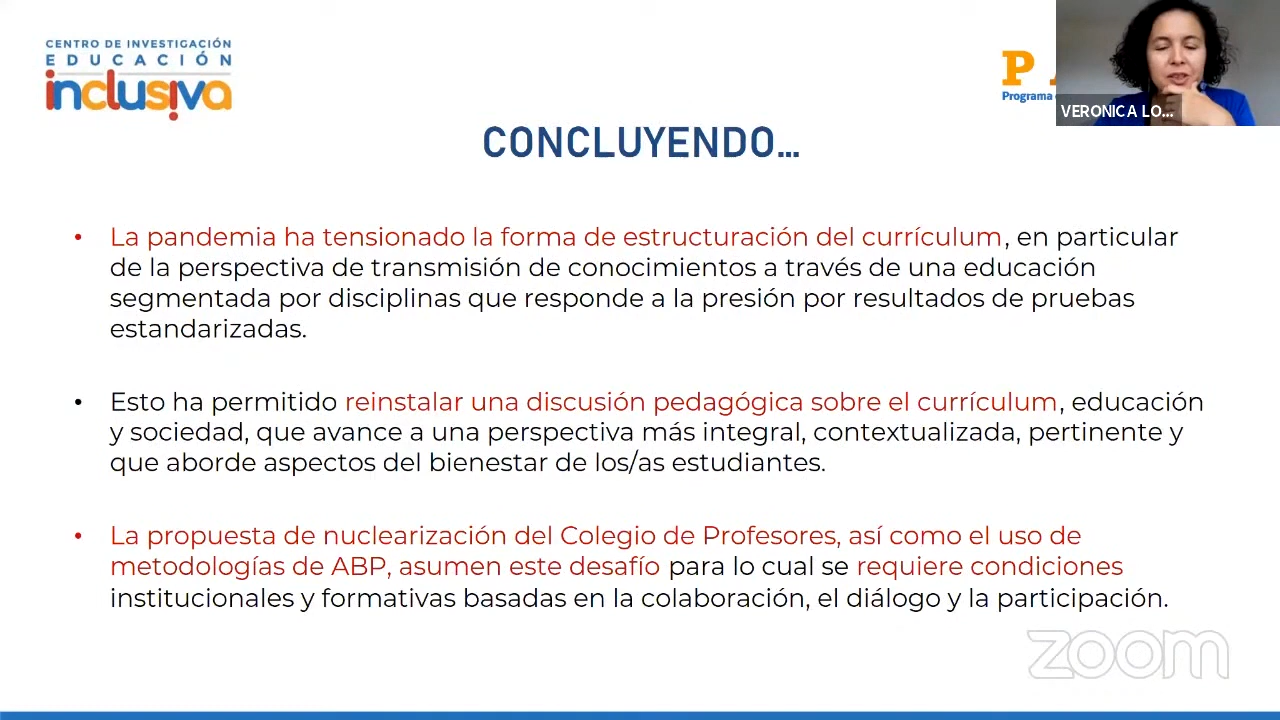 CENTRO DE INVESTIGACIÓN
EDUCACIÓN
inclusiva
Programa
VERONICA LO...
CONCLUYENDO...
• La pandemia ha tensionado la forma de estructuración del currículum, en particular
de la perspectiva de transmisión de conocimientos a través de una educación
segmentada por disciplinas que responde a la presión por resultados de pruebas
estandarizadas.
• Esto ha permitido reinstalar una discusión pedagógica sobre el currículum, educación
y sociedad, que avance a una perspectiva más integral, contextualizada, pertinente y
que aborde aspectos del bienestar de los/as estudiantes.
• La propuesta de nuclearización del Colegio de Profesores, así como el uso de
metodologías de ABP, asumen este desafío para lo cual se requiere condiciones
institucionales y formativas basadas en la colaboración, el diálogo y la participación.
zoom